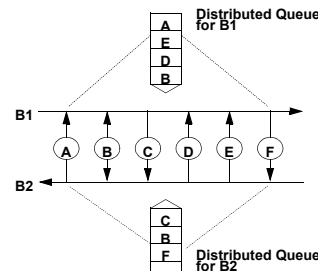 Distributed Queue
for B1
A
E
D
B
B1
A B C D E F
B2
C
B
F
Distributed Queue
for B2